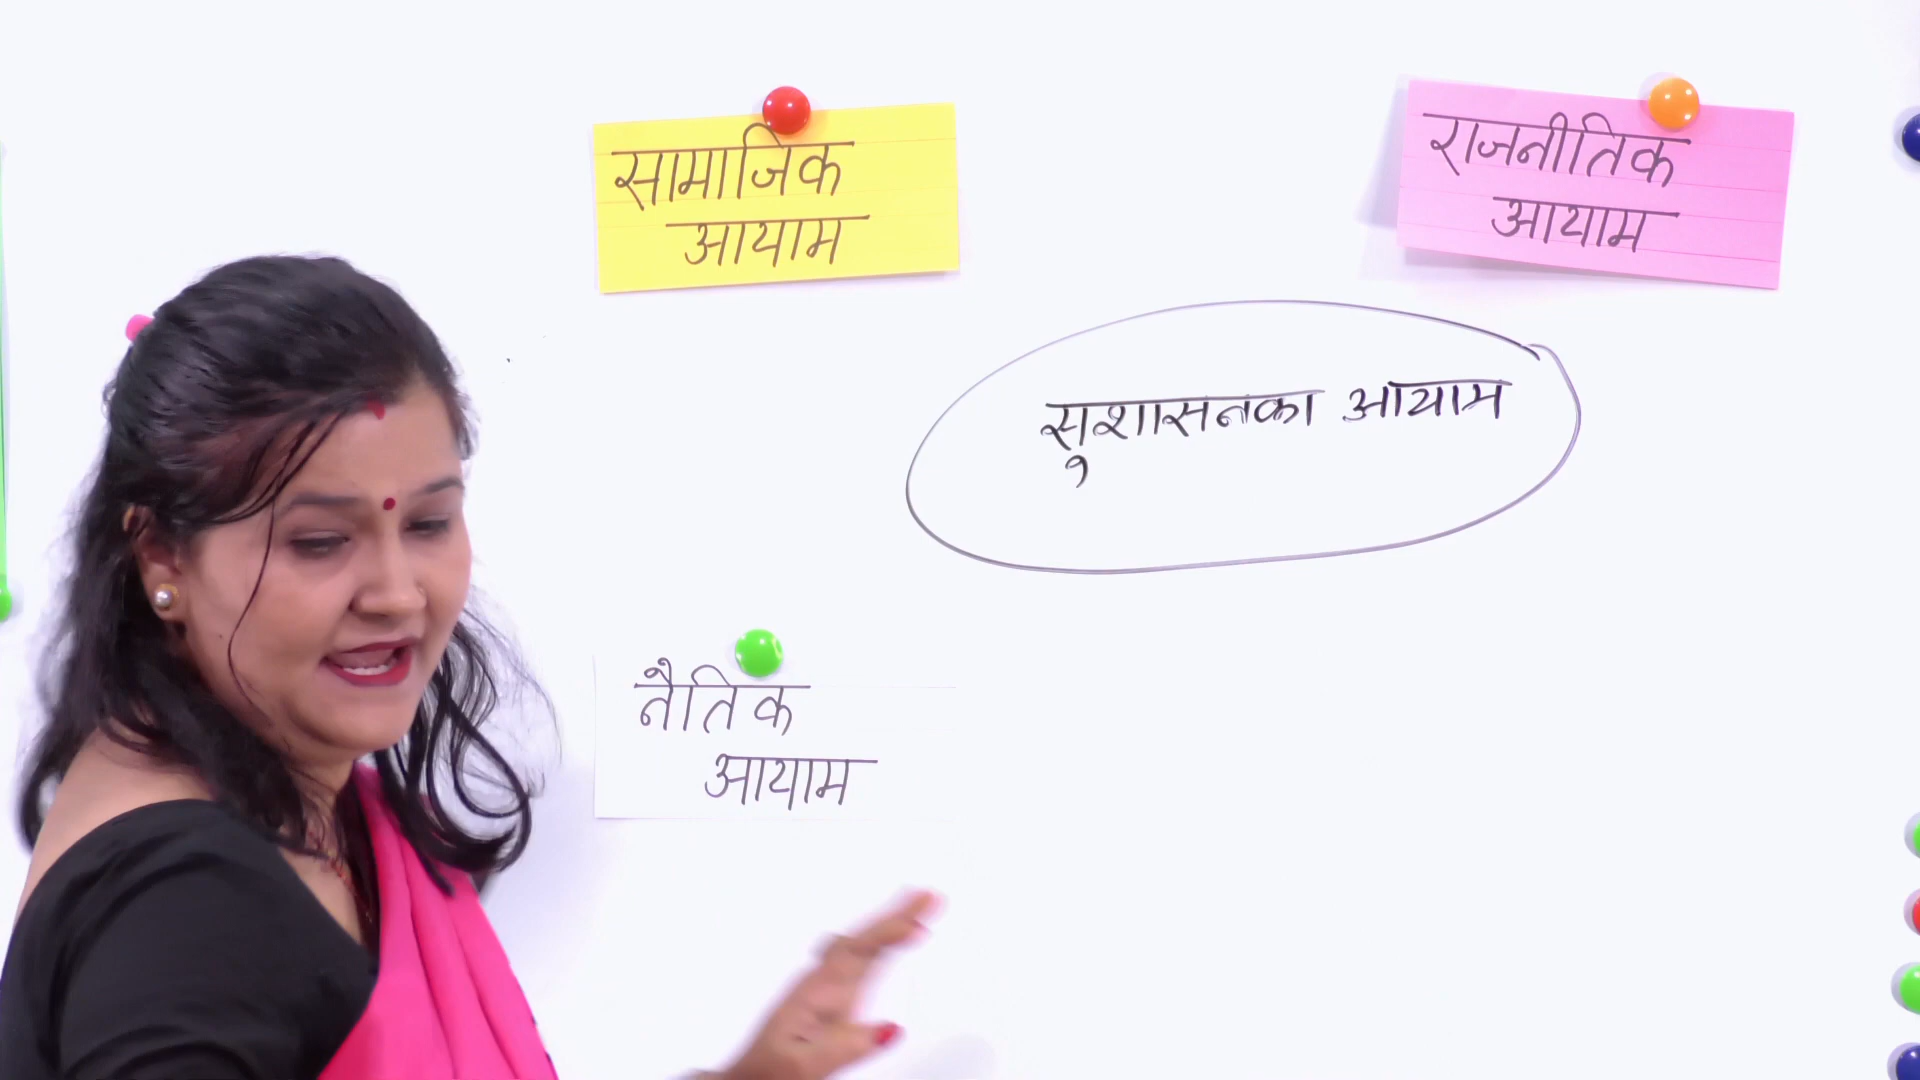 सामाजिक
आयाम
राजनीतिक
आयाम
सुशासनका आयाम
नैतिक
आयाम